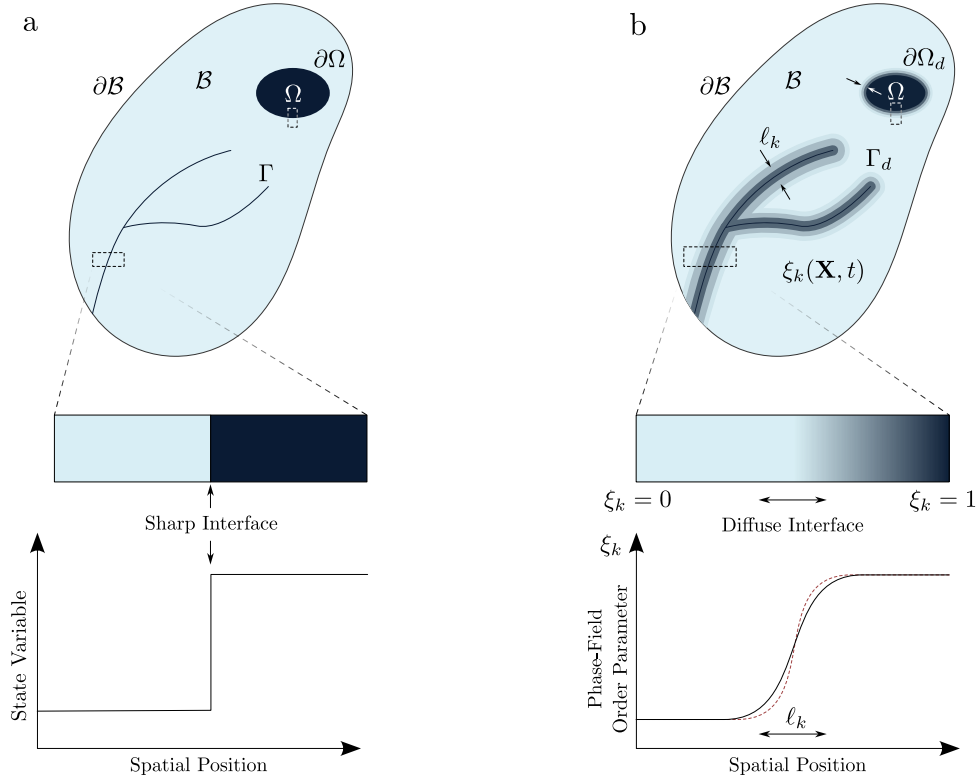 a
∂ℬ
ℬ
∂Ω
Ω
Γ
Sharp Interface
State Variable
Spatial Position
b
∂ℬ
ℬ
∂Ω_d
Ω
ℓ_k
Γ_d
ξ_k(𝐗, t)
ξ_k = 0
ξ_k = 1
Diffuse Interface
ξ_k
Phase-Field
Order Parameter
ℓ_k
Spatial Position